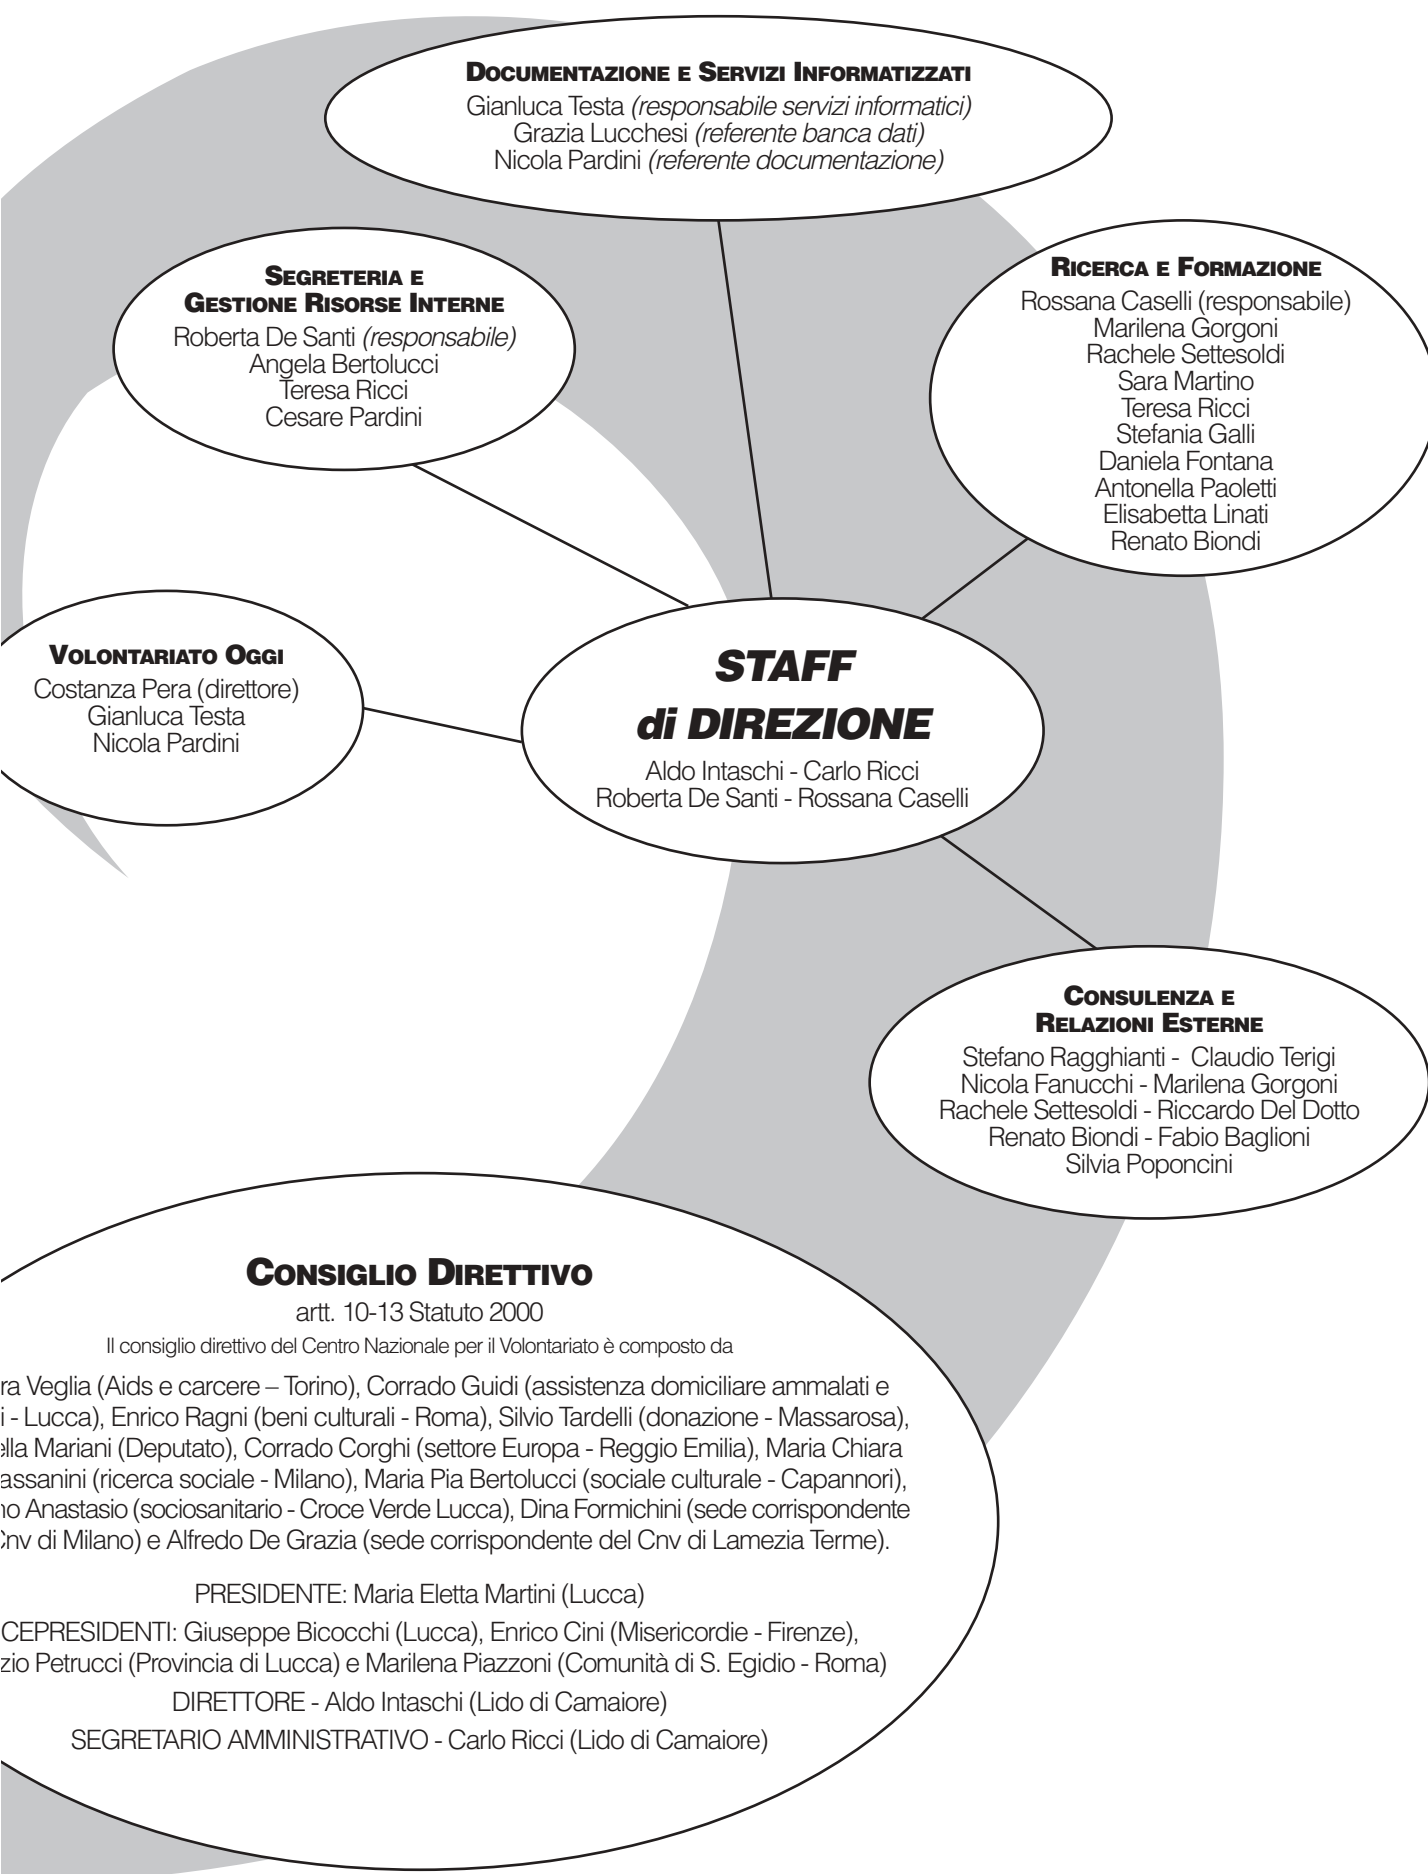 DOCUMENTAZIONE E SERVIZI INFORMATIZZATI
Gianluca Testa (responsabile servizi informatici)
Grazia Lucchesi (referente banca dati)
Nicola Pardini (referente documentazione)
SEGRETERIA E
GESTIONE RISORSE INTERNE
Roberta De Santi (responsabile)
Angela Bertolucci
Teresa Ricci
Cesare Pardini
RICERCA E FORMAZIONE
Rossana Caselli (responsabile)
Marilena Gorgoni
Rachele Settesoldi
Sara Martino
Teresa Ricci
Stefania Galli
Daniela Fontana
Antonella Paoletti
Elisabetta Linati
Renato Biondi
VOLONTARIATO OGGI
Costanza Pera (direttore)
Gianluca Testa
Nicola Pardini
STAFF
di DIREZIONE
Aldo Intaschi - Carlo Ricci
Roberta De Santi - Rossana Caselli
CONSULENZA E
RELAZIONI ESTERNE
Stefano Ragghianti - Claudio Terigi
Nicola Fanucchi - Marilena Gorgoni
Rachele Settesoldi - Riccardo Del Dotto
Renato Biondi - Fabio Baglioni
Silvia Poponcini
CONSIGLIO DIRETTIVO
artt. 10-13 Statuto 2000
Il consiglio direttivo del Centro Nazionale per il Volontariato è composto da
ra Veglia (Aids e carcere – Torino), Corrado Guidi (assistenza domiciliare ammalati e
i - Lucca), Enrico Ragni (beni culturali - Roma), Silvio Tardelli (donazione - Massarosa),
ella Mariani (Deputato), Corrado Corghi (settore Europa - Reggio Emilia), Maria Chiara
assanini (ricerca sociale - Milano), Maria Pia Bertolucci (sociale culturale - Capannori),
no Anastasio (sociosanitario - Croce Verde Lucca), Dina Formichini (sede corrispondente
Cnv di Milano) e Alfredo De Grazia (sede corrispondente del Cnv di Lamezia Terme).
PRESIDENTE: Maria Eletta Martini (Lucca)
CEPRESIDENTI: Giuseppe Bicocchi (Lucca), Enrico Cini (Misericordie - Firenze),
zio Petrucci (Provincia di Lucca) e Marilena Piazzoni (Comunità di S. Egidio - Roma)
DIRETTORE - Aldo Intaschi (Lido di Camaiore)
SEGRETARIO AMMINISTRATIVO - Carlo Ricci (Lido di Camaiore)